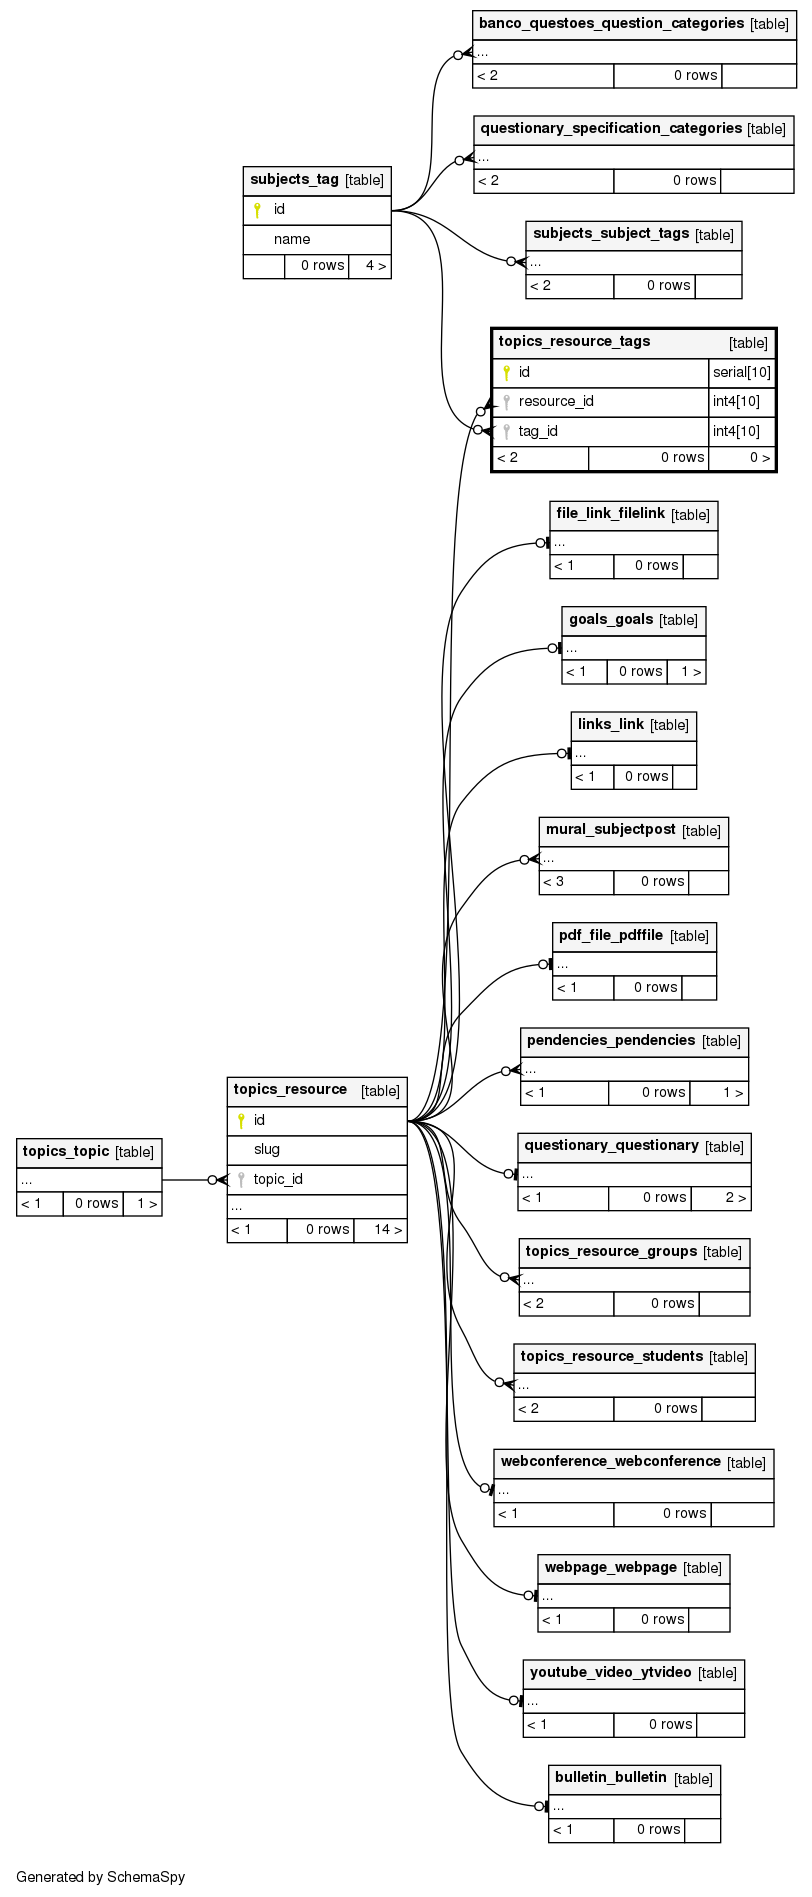 banco_questoes_question_categories [table]
...
< 2 0 rows
questionary_specification_categories [table]
...
< 2 0 rows
subjects_tag [table]
id
name
0 rows 4 >
subjects_subject_tags [table]
...
< 2 0 rows
topics_resource_tags [table]
id serial[10]
resource_id int4[10]
tag_id int4[10]
< 2 0 rows 0 >
file_link_filelink [table]
...
< 1 0 rows
goals_goals [table]
...
< 1 0 rows 1 >
links_link [table]
...
< 1 0 rows
mural_subjectpost [table]
...
< 3 0 rows
pdf_file_pdffile [table]
...
< 1 0 rows
pendencies_pendencies [table]
...
< 1 0 rows 1 >
topics_resource [table]
id
slug
topic_id
...
< 1 0 rows 14 >
topics_topic [table]
...
< 1 0 rows 1 >
questionary_questionary [table]
...
< 1 0 rows 2 >
topics_resource_groups [table]
...
< 2 0 rows
topics_resource_students [table]
...
< 2 0 rows
webconference_webconference [table]
...
< 1 0 rows
webpage_webpage [table]
...
< 1 0 rows
youtube_video_ytvideo [table]
...
< 1 0 rows
bulletin_bulletin [table]
...
< 1 0 rows
Generated by SchemaSpy